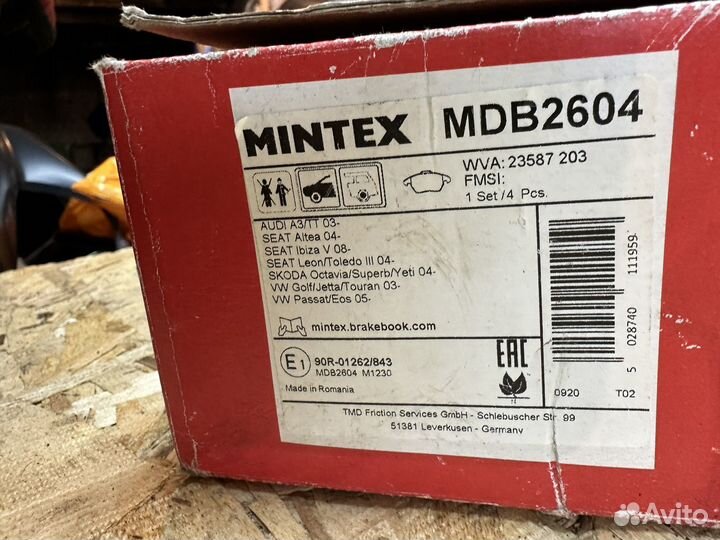 MINTEX
MDB2604
WVA: 23587 203
FMSI:
1 Set/4 Pcs.
AUDI A3/TT 03-
SEAT Altea 04-
SEAT Ibiza V 08-
SEAT Leon/Toledo III 04-
SKODA Octavia/Superb/Yeti 04-
VW Golf/Jetta/Touran 03-
VW Passat/Eos 05-
mintex.brakebook.com
E1
90R-01262/843
MDB2604 M1230
Made in Romania
EAC
N
5 028740 111959
0920 T02
TMD Friction Services GmbH - Schlebuscher Str. 99
51381 Leverkusen - Germany
Avito